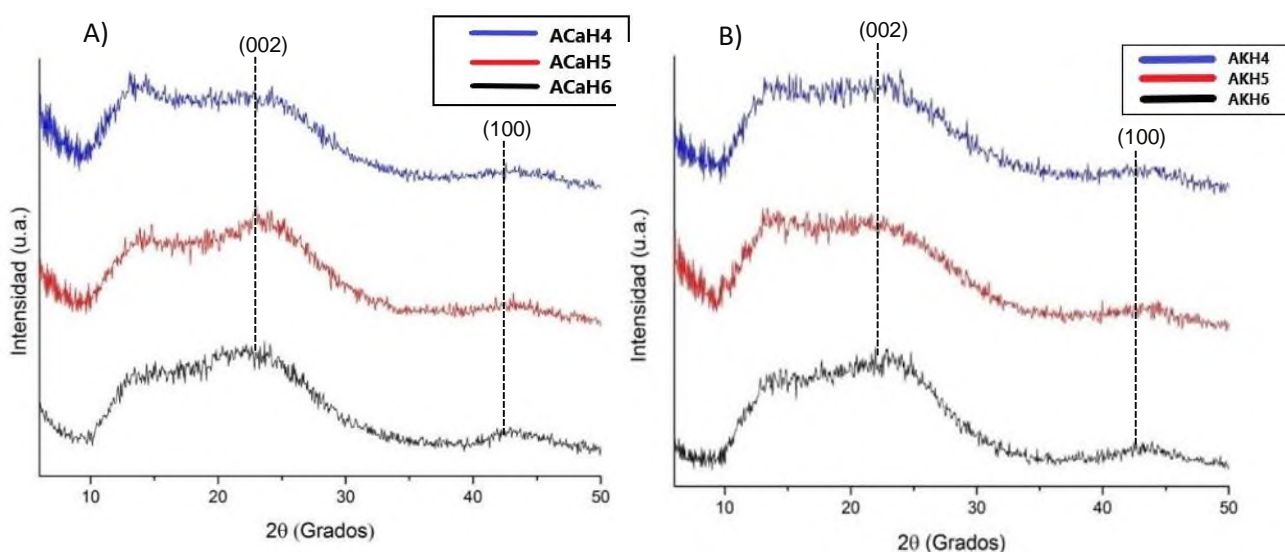 A)
(002)
ACaH4
ACaH5
ACaH6
(100)
Intensidad (u.a.)
10
20
30
40
50
2θ (Grados)
B)
(002)
AKH4
AKH5
AKH6
(100)
Intensidad (u.a.)
10
20
30
40
50
2θ (Grados)